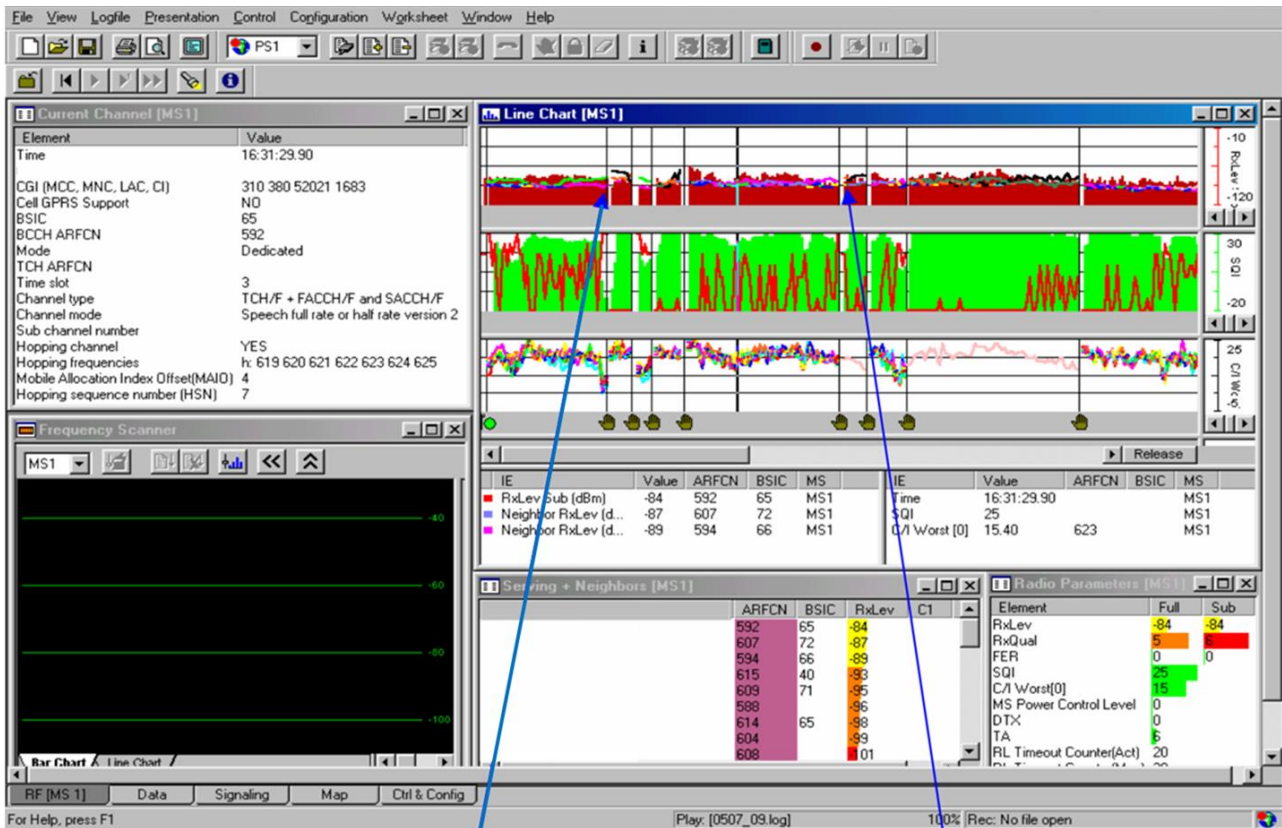 File View Logfile Presentation Control Configuration Worksheet Window Help
PS1
Current Channel [MS1]
Element Value
Time 16:31:29.90
CGI (MCC, MNC, LAC, CI) 310 380 52021 1683
Cell GPRS Support NO
BSIC 65
BCCH ARFCN 592
Mode Dedicated
TCH ARFCN
Time slot 3
Channel type TCH/F + FACCH/F and SACCH/F
Channel mode Speech full rate or half rate version 2
Sub channel number
Hopping channel YES
Hopping frequencies h: 619 620 621 622 623 624 625
Mobile Allocation Index Offset(MAIO) 4
Hopping sequence number (HSN) 7
Line Chart [MS1]
-10
RxLev
-120
30
SQI
-20
25
C/I Wc
-5.
Release
IE Value ARFCN BSIC MS
RxLev Sub (dBm) -84 592 65 MS1
Neighbor RxLev (d... -87 607 72 MS1
Neighbor RxLev (d... -89 594 66 MS1
IE Value ARFCN BSIC MS
Time 16:31:29.90 MS1
SQI 25 MS1
C/I Worst [0] 15.40 623 MS1
Frequency Scanner
MS1
-40
-60
-80
-100
Bar Chart Line Chart
Serving + Neighbors [MS1]
ARFCN BSIC RxLev C1
592 65 -84
607 72 -87
594 66 -89
615 40 -93
609 71 -95
588 -96
614 65 -98
604 -99
608 -101
Radio Parameters [MS1]
Element Full Sub
RxLev -84 -84
RxQual 5 6
FER 0 0
SQI 25
C/I Worst[0] 15
MS Power Control Level 0
DTX 0
TA 6
RL Timeout Counter(Act) 20
RF [MS 1] Data Signaling Map Ctrl & Config
For Help, press F1 Play: [0507_09.log] 100% Rec: No file open